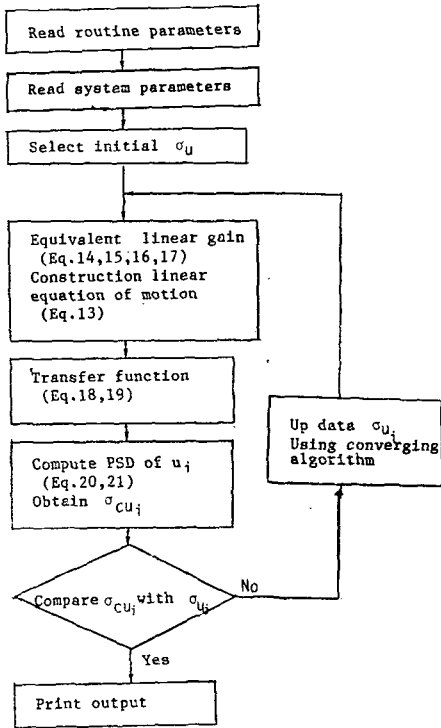 Read routine parameters
Read system parameters
Select initial σu
Equivalent linear gain
(Eq.14,15,16,17)
Construction linear
equation of motion
(Eq.13)
Transfer function
(Eq.18,19)
Compute PSD of ui
(Eq.20,21)
Obtain σcui
Up data σui
Using converging
algorithm
Compare σcui with σui
No
Yes
Print output